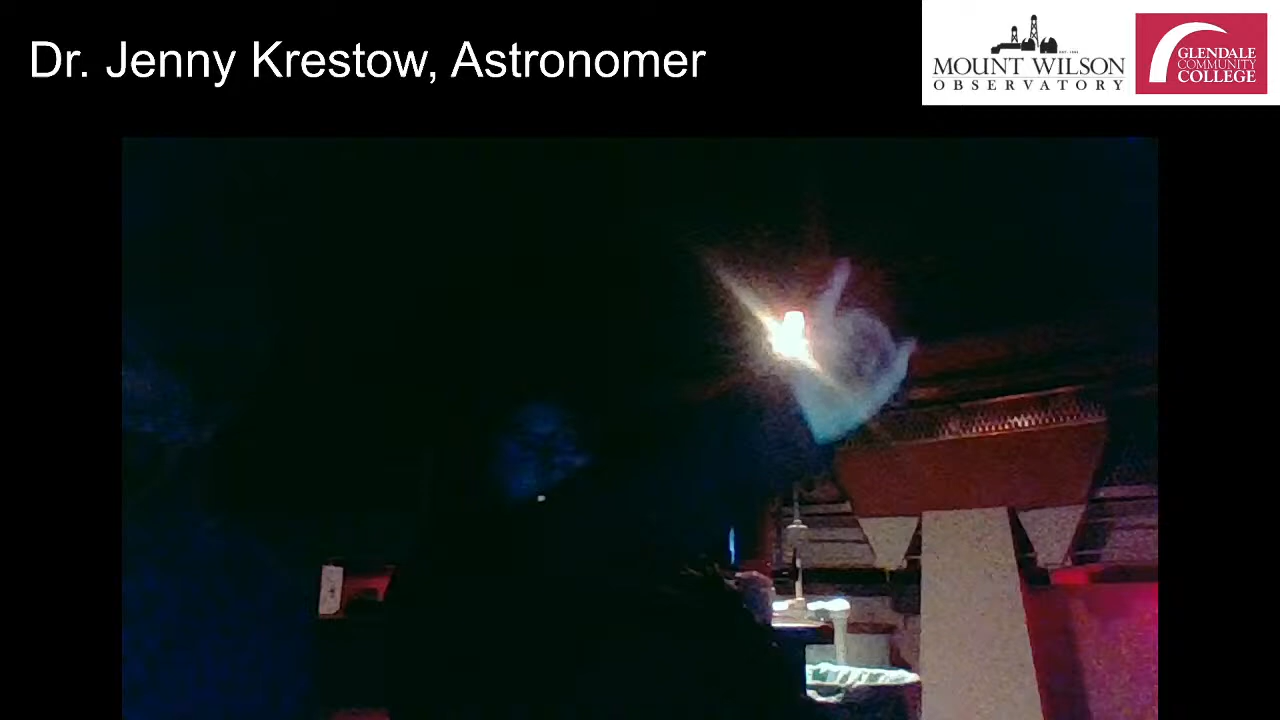 Dr. Jenny Krestow, Astronomer
MOUNT WILSON
OBSERVATORY
GLENDALE
COMMUNITY
COLLEGE